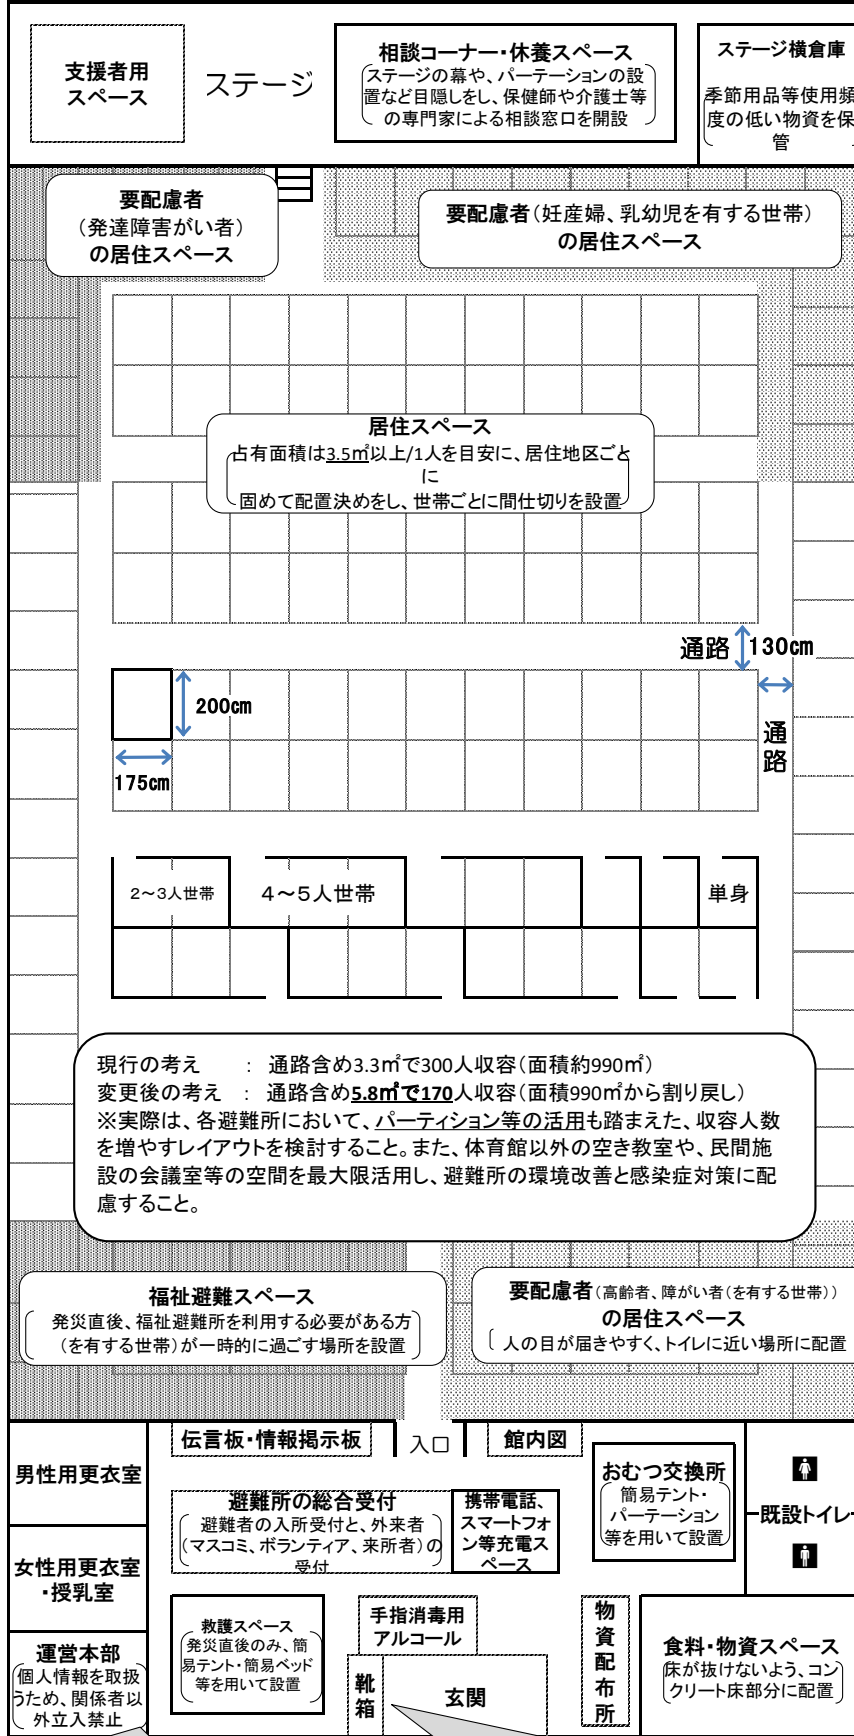 支援者用
スペース
ステージ
相談コーナー・休養スペース
ステージの幕や、パーテーションの設
置など目隠しをし、保健師や介護士等
の専門家による相談窓口を開設
ステージ横倉庫
季節用品等使用頻
度の低い物資を保
管
要配慮者
（発達障害がい者）
の居住スペース
要配慮者（妊産婦、乳幼児を有する世帯）
の居住スペース
居住スペース
占有面積は3.5㎡以上/1人を目安に、居住地区ごと
に
固めて配置決めをし、世帯ごとに間仕切りを設置
通路
130cm
200cm
通路
175cm
2～3人世帯
4～5人世帯
単身
現行の考え　　：　通路含め3.3㎡で300人収容（面積約990㎡）
変更後の考え　：　通路含め5.8㎡で170人収容（面積990㎡から割り戻し）
※実際は、各避難所において、パーティション等の活用も踏まえた、収容人数
を増やすレイアウトを検討すること。また、体育館以外の空き教室や、民間施
設の会議室等の空間を最大限活用し、避難所の環境改善と感染症対策に配
慮すること。
福祉避難スペース
発災直後、福祉避難所を利用する必要がある方
（を有する世帯）が一時的に過ごす場所を設置
要配慮者（高齢者、障がい者（を有する世帯））
の居住スペース
人の目が届きやすく、トイレに近い場所に配置
伝言板・情報掲示板
入口
館内図
男性用更衣室
おむつ交換所
簡易テント・
パーテーション
等を用いて設置
既設トイレ
避難所の総合受付
避難者の入所受付と、外来者
（マスコミ、ボランティア、来所者）の
受付
携帯電話、
スマートフォ
ン等充電ス
ペース
女性用更衣室
・授乳室
救護スペース
発災直後のみ、簡
易テント・簡易ベッド
等を用いて設置
手指消毒用
アルコール
物資配布所
食料・物資スペース
床が抜けないよう、コン
クリート床部分に配置
運営本部
個人情報を取扱
うため、関係者以
外立入禁止
靴箱
玄関